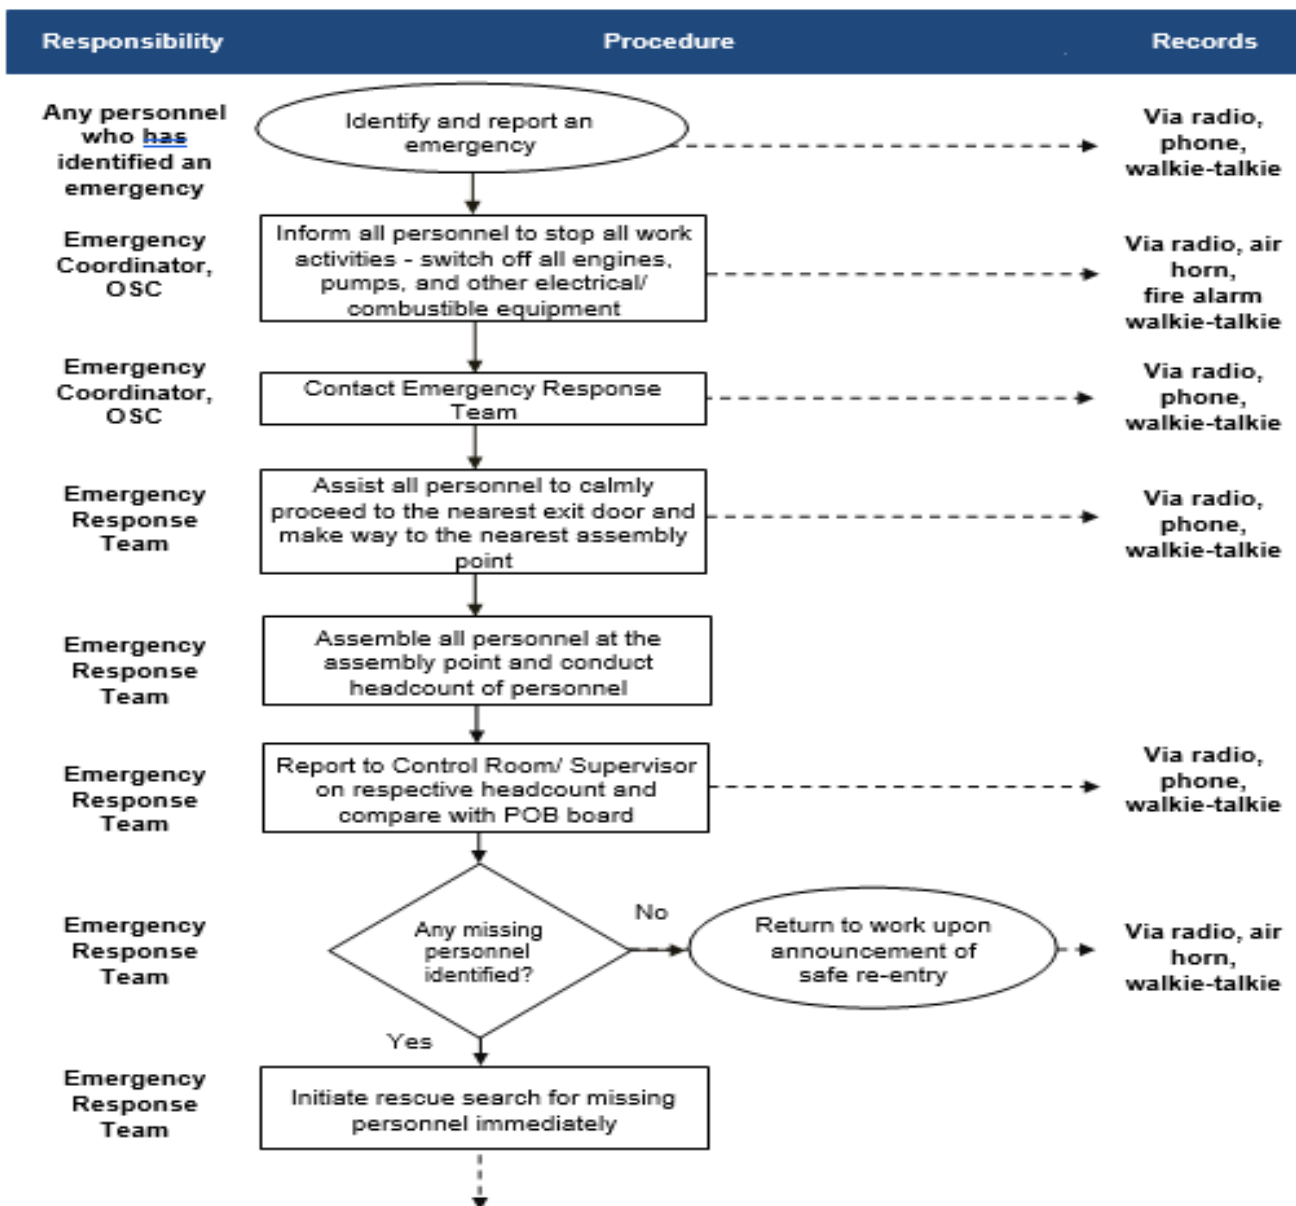 Responsibility
Procedure
Records
Any personnel
who has
identified an
emergency
Identify and report an
emergency
Via radio,
phone,
walkie-talkie
Emergency
Coordinator,
OSC
Inform all personnel to stop all work
activities - switch off all engines,
pumps, and other electrical/
combustible equipment
Via radio, air
horn,
fire alarm
walkie-talkie
Emergency
Coordinator,
OSC
Contact Emergency Response
Team
Via radio,
phone,
walkie-talkie
Emergency
Response
Team
Assist all personnel to calmly
proceed to the nearest exit door and
make way to the nearest assembly
point
Via radio,
phone,
walkie-talkie
Emergency
Response
Team
Assemble all personnel at the
assembly point and conduct
headcount of personnel
Emergency
Response
Team
Report to Control Room/ Supervisor
on respective headcount and
compare with POB board
Via radio,
phone,
walkie-talkie
Emergency
Response
Team
Any missing
personnel
identified?
No
Return to work upon
announcement of
safe re-entry
Via radio, air
horn,
walkie-talkie
Yes
Emergency
Response
Team
Initiate rescue search for missing
personnel immediately